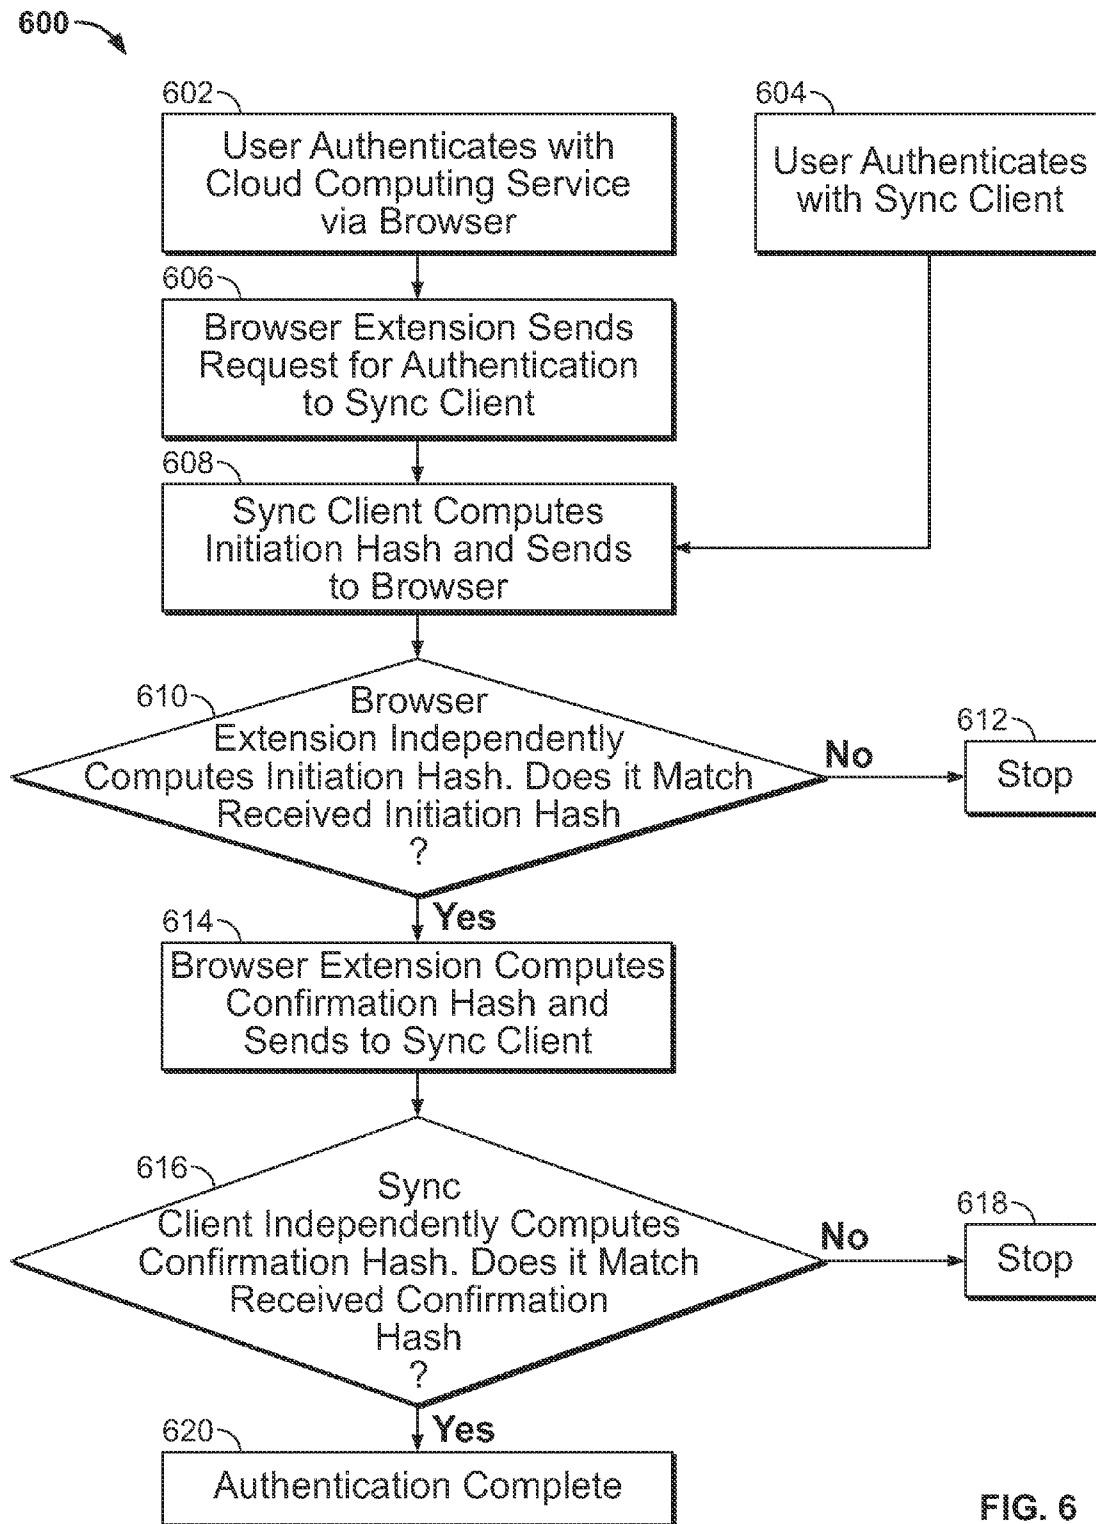 600
602
User Authenticates with
Cloud Computing Service
via Browser
604
User Authenticates
with Sync Client
606
Browser Extension Sends
Request for Authentication
to Sync Client
608
Sync Client Computes
Initiation Hash and Sends
to Browser
610
Browser
Extension Independently
Computes Initiation Hash. Does it Match
Received Initiation Hash
?
No
612
Stop
Yes
614
Browser Extension Computes
Confirmation Hash and
Sends to Sync Client
616
Sync
Client Independently Computes
Confirmation Hash. Does it Match
Received Confirmation
Hash
?
No
618
Stop
Yes
620
Authentication Complete
FIG. 6